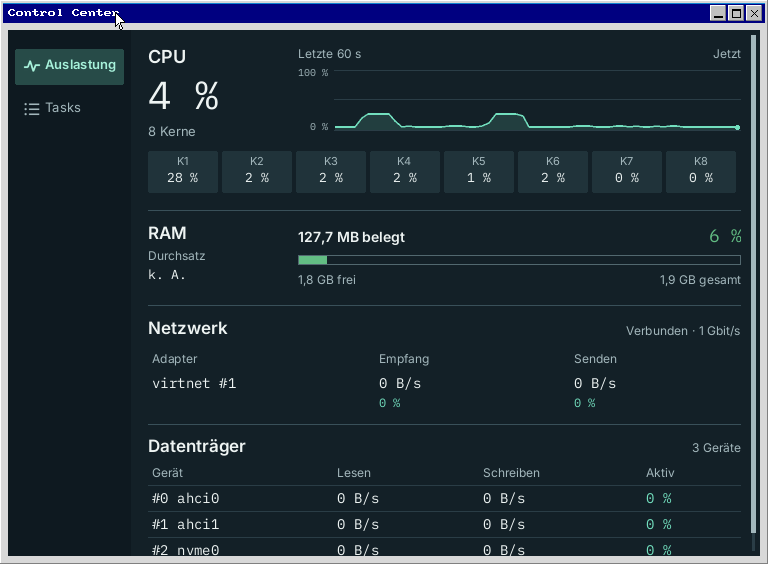 Control Center
Auslastung
Tasks
CPU
4 %
8 Kerne
Letzte 60 s
Jetzt
100 %
0 %
K1 K2 K3 K4 K5 K6 K7 K8
28 % 2 % 2 % 2 % 1 % 2 % 0 % 0 %
RAM
127,7 MB belegt
6 %
Durchsatz
k. A.
1,8 GB frei
1,9 GB gesamt
Netzwerk
Verbunden · 1 Gbit/s
Adapter Empfang Senden
virtnet #1 0 B/s 0 B/s
0 % 0 %
Datenträger
3 Geräte
Gerät Lesen Schreiben Aktiv
#0 ahci0 0 B/s 0 B/s 0 %
#1 ahci1 0 B/s 0 B/s 0 %
#2 nvme0 0 B/s 0 B/s 0 %